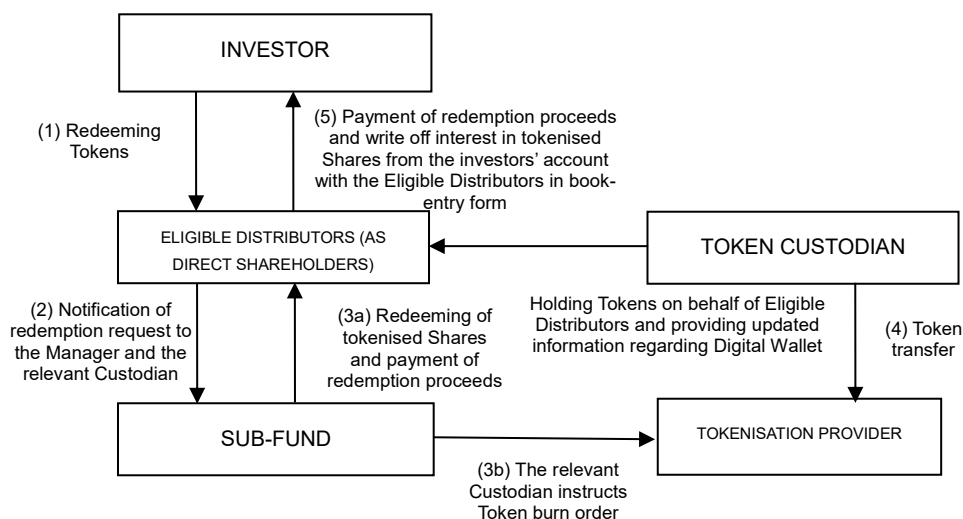 INVESTOR
(1) Redeeming
Tokens
(5) Payment of redemption proceeds
and write off interest in tokenised
Shares from the investors’ account
with the Eligible Distributors in book-
entry form
ELIGIBLE DISTRIBUTORS (AS
DIRECT SHAREHOLDERS)
TOKEN CUSTODIAN
(2) Notification of
redemption request to
the Manager and the
relevant Custodian
(3a) Redeeming of
tokenised Shares
and payment of
redemption proceeds
Holding Tokens on behalf of Eligible
Distributors and providing updated
information regarding Digital Wallet
(4) Token
transfer
SUB-FUND
TOKENISATION PROVIDER
(3b) The relevant
Custodian instructs
Token burn order